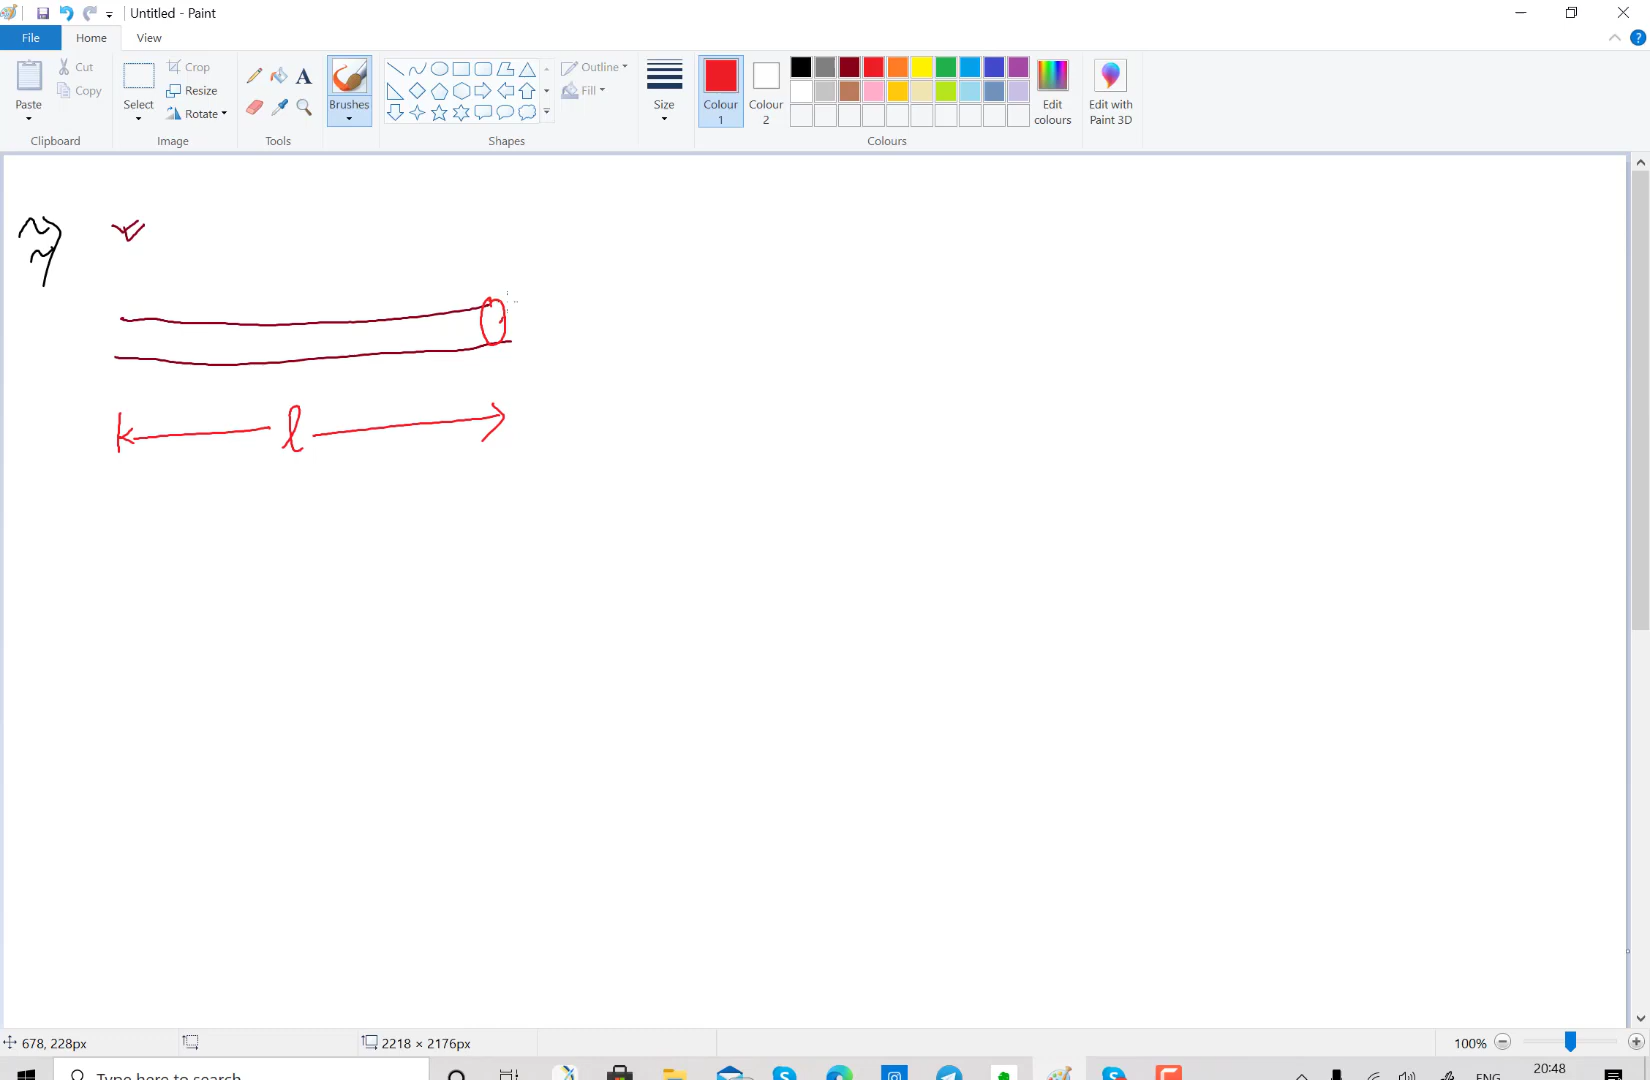 Untitled - Paint
File Home View
Paste Cut Copy Select Crop Resize Rotate Brushes Outline Fill Size Colour 1 Colour 2 Edit colours Edit with Paint 3D
Clipboard Image Tools Shapes Colours
l
678, 228px 2218 × 2176px 100%
Type here to search ENG 20:48